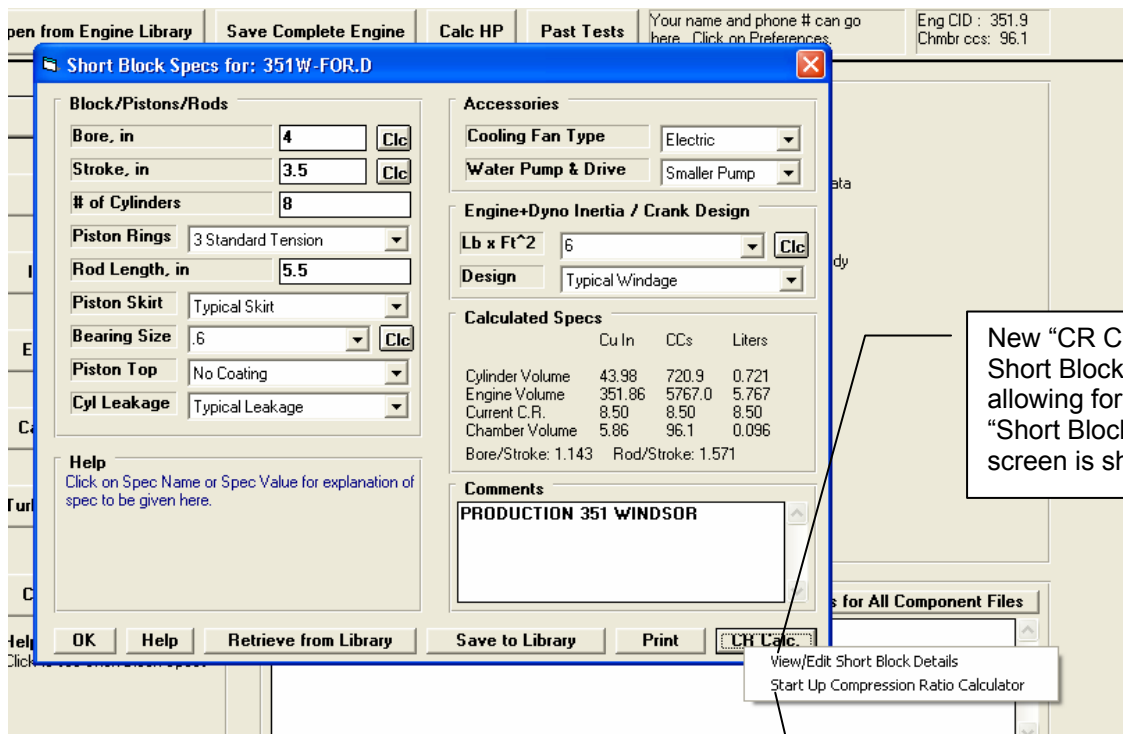 pen from Engine Library Save Complete Engine Calc HP Past Tests
Your name and phone # can go
here. Click on Preferences.
Eng CID : 351.9
Chmbr ccs: 96.1
Short Block Specs for: 351W-FOR.D
Block/Pistons/Rods
Bore, in 4 Clc
Stroke, in 3.5 Clc
# of Cylinders 8
Piston Rings 3 Standard Tension
Rod Length, in 5.5
Piston Skirt Typical Skirt
Bearing Size .6 Clc
Piston Top No Coating
Cyl Leakage Typical Leakage
Help
Click on Spec Name or Spec Value for explanation of
spec to be given here.
Accessories
Cooling Fan Type Electric
Water Pump & Drive Smaller Pump
Engine+Dyno Inertia / Crank Design
Lb x Ft^2 6 Clc
Design Typical Windage
Calculated Specs
Cu In CCs Liters
Cylinder Volume 43.98 720.9 0.721
Engine Volume 351.86 5767.0 5.767
Current C.R. 8.50 8.50 8.50
Chamber Volume 5.86 96.1 0.096
Bore/Stroke: 1.143 Rod/Stroke: 1.571
Comments
PRODUCTION 351 WINDSOR
OK Help Retrieve from Library Save to Library Print CR Calc.
View/Edit Short Block Details
Start Up Compression Ratio Calculator
ata
dy
s for All Component Files
New "CR C
Short Block
allowing for
"Short Block
screen is sh